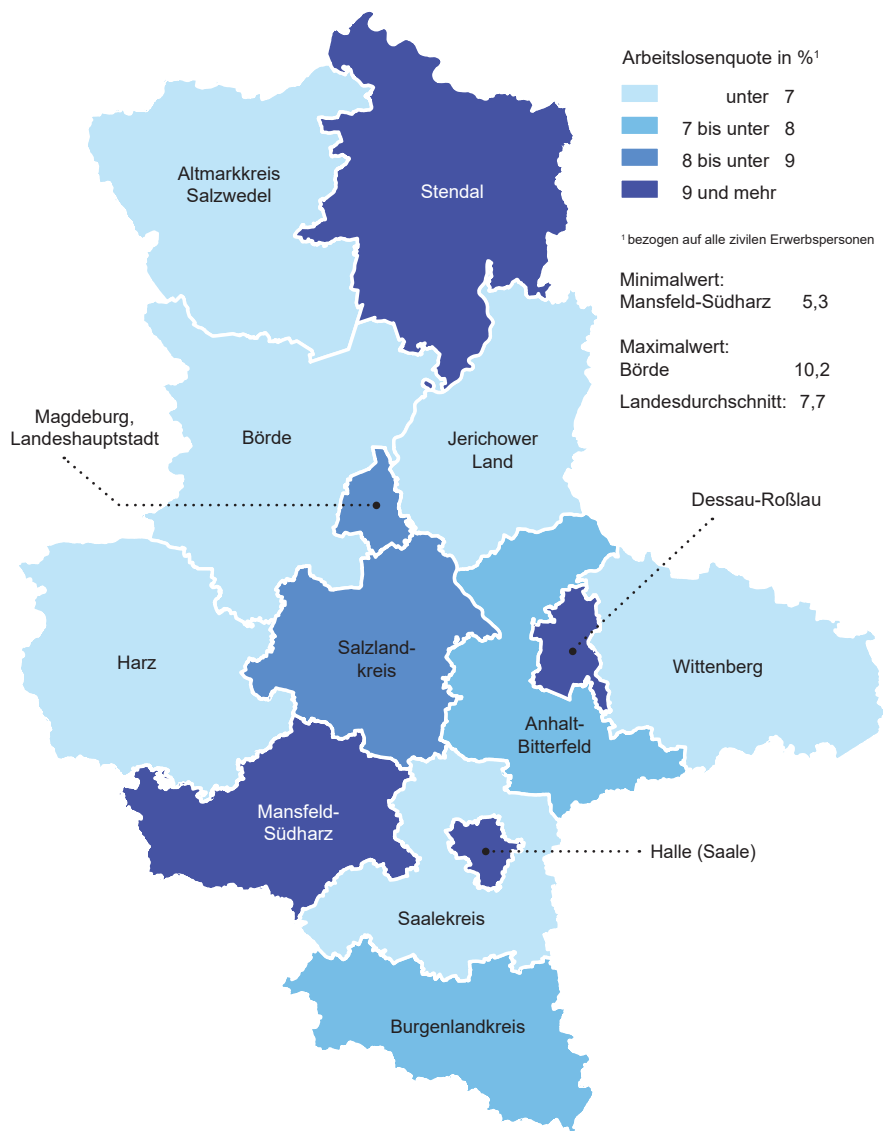 Arbeitslosenquote in %¹
unter 7
7 bis unter 8
8 bis unter 9
9 und mehr
¹ bezogen auf alle zivilen Erwerbspersonen
Minimalwert:
Mansfeld-Südharz 5,3
Maximalwert:
Börde 10,2
Landesdurchschnitt: 7,7
Altmarkkreis
Salzwedel
Stendal
Magdeburg,
Landeshauptstadt
Börde
Jerichower
Land
Dessau-Roßlau
Harz
Salzland-
kreis
Wittenberg
Anhalt-
Bitterfeld
Mansfeld-
Südharz
Halle (Saale)
Saalekreis
Burgenlandkreis